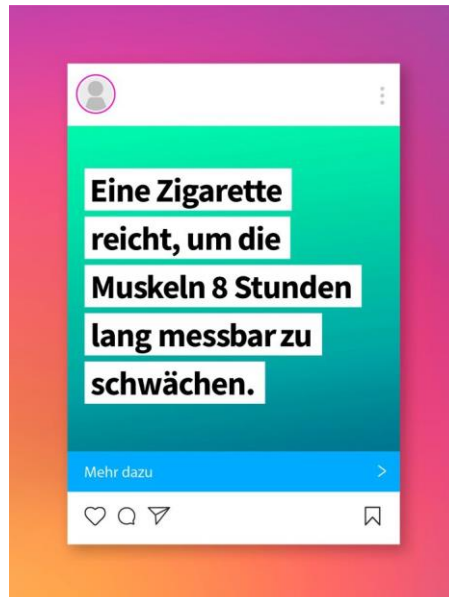 Eine Zigarette
reicht, um die
Muskeln 8 Stunden
lang messbar zu
schwächen.
Mehr dazu